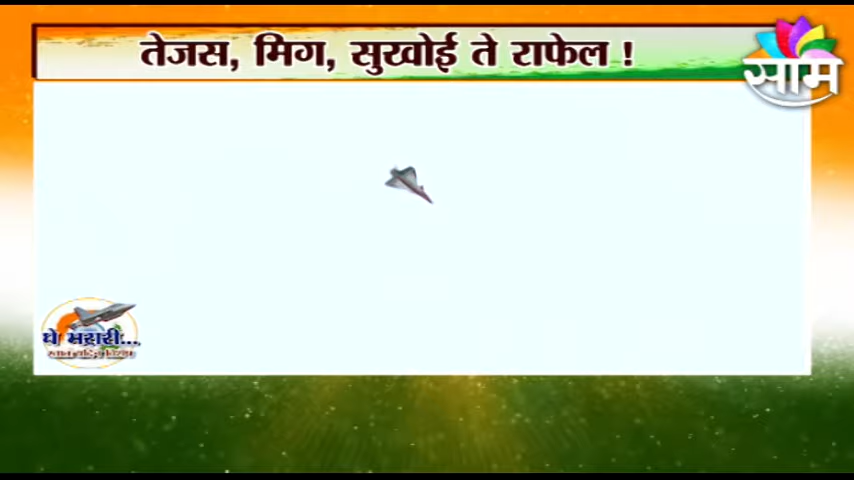 तेजस, मिग, सुखोई ते राफेल !
साम
घे भरारी...